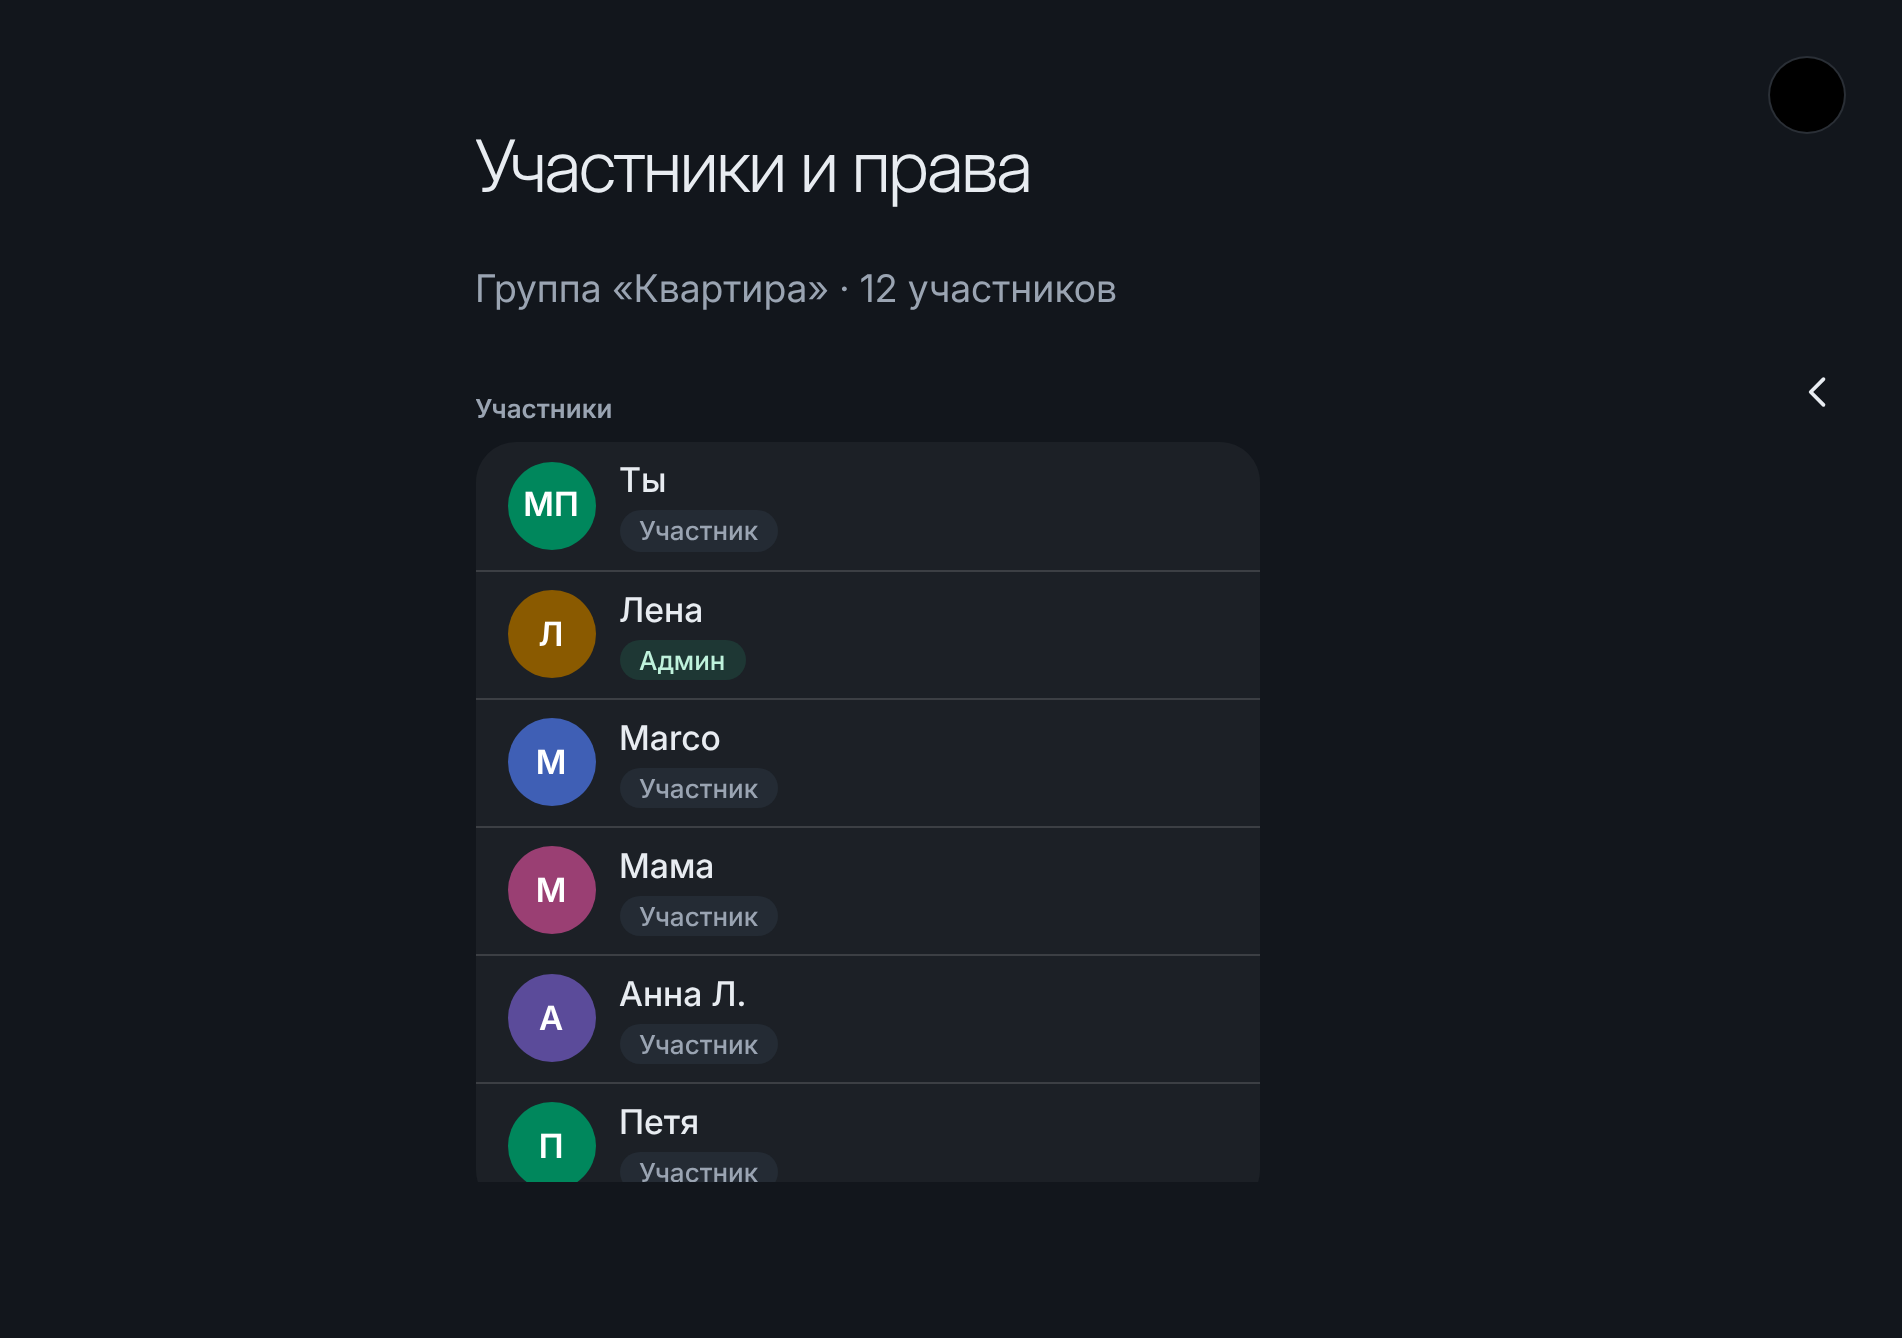 Участники и права
Группа «Квартира» · 12 участников
Участники
МП
Ты
Участник
Л
Лена
Админ
M
Marco
Участник
М
Мама
Участник
А
Анна Л.
Участник
П
Петя
Участник